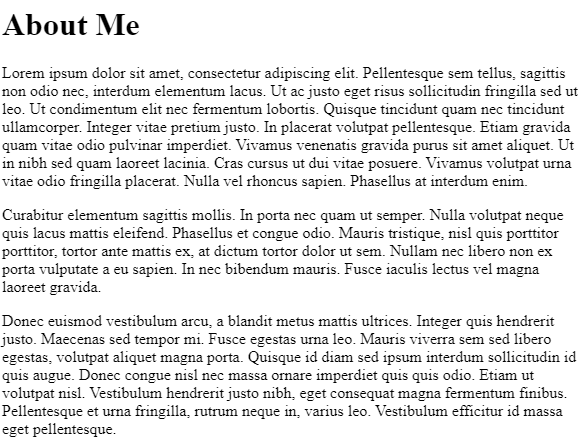 About Me
Lorem ipsum dolor sit amet, consectetur adipiscing elit. Pellentesque sem tellus, sagittis
non odio nec, interdum elementum lacus. Ut ac justo eget risus sollicitudin fringilla sed ut
leo. Ut condimentum elit nec fermentum lobortis. Quisque tincidunt quam nec tincidunt
ullamcorper. Integer vitae pretium justo. In placerat volutpat pellentesque. Etiam gravida
quam vitae odio pulvinar imperdiet. Vivamus venenatis gravida purus sit amet aliquet. Ut
in nibh sed quam laoreet lacinia. Cras cursus ut dui vitae posuere. Vivamus volutpat urna
vitae odio fringilla placerat. Nulla vel rhoncus sapien. Phasellus at interdum enim.
Curabitur elementum sagittis mollis. In porta nec quam ut semper. Nulla volutpat neque
quis lacus mattis eleifend. Phasellus et congue odio. Mauris tristique, nisl quis porttitor
porttitor, tortor ante mattis ex, at dictum tortor dolor ut sem. Nullam nec libero non ex
porta vulputate a eu sapien. In nec bibendum mauris. Fusce iaculis lectus vel magna
laoreet gravida.
Donec euismod vestibulum arcu, a blandit metus mattis ultrices. Integer quis hendrerit
justo. Maecenas sed tempor mi. Fusce egestas urna leo. Mauris viverra sem sed libero
egestas, volutpat aliquet magna porta. Quisque id diam sed ipsum interdum sollicitudin id
quis augue. Donec congue nisl nec massa ornare imperdiet quis quis odio. Etiam ut
volutpat nisl. Vestibulum hendrerit justo nibh, eget consequat magna fermentum finibus.
Pellentesque et urna fringilla, rutrum neque in, varius leo. Vestibulum efficitur id massa
eget pellentesque.